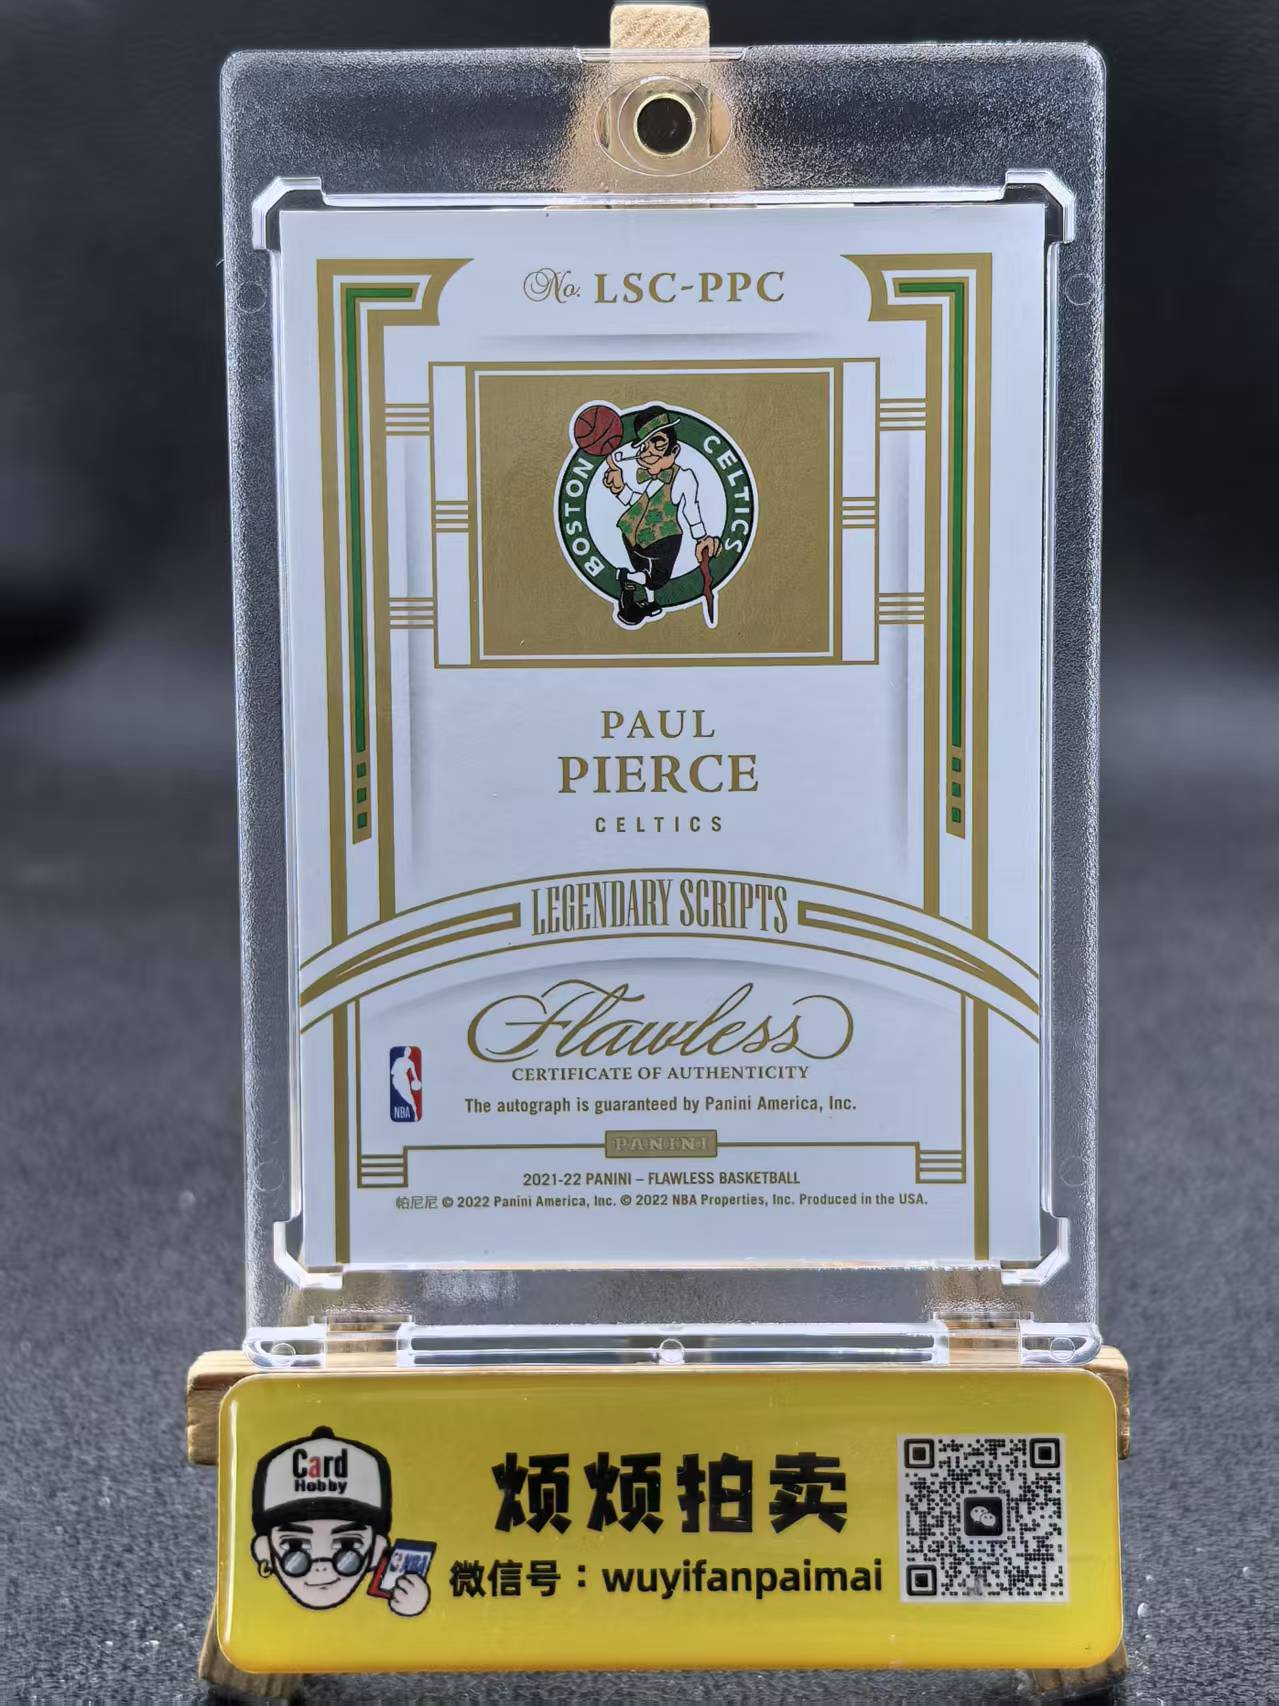 No. LSC-PPC
BOSTON CELTICS
PAUL
PIERCE
CELTICS
LEGENDARY SCRIPTS
Flawless
CERTIFICATE OF AUTHENTICITY
NBA
The autograph is guaranteed by Panini America, Inc.
PANINI
2021-22 PANINI – FLAWLESS BASKETBALL
帕尼尼 © 2022 Panini America, Inc. © 2022 NBA Properties, Inc. Produced in the USA.
Card
Hobby
NBA
烦烦拍卖
微信号：wuyifanpaimai